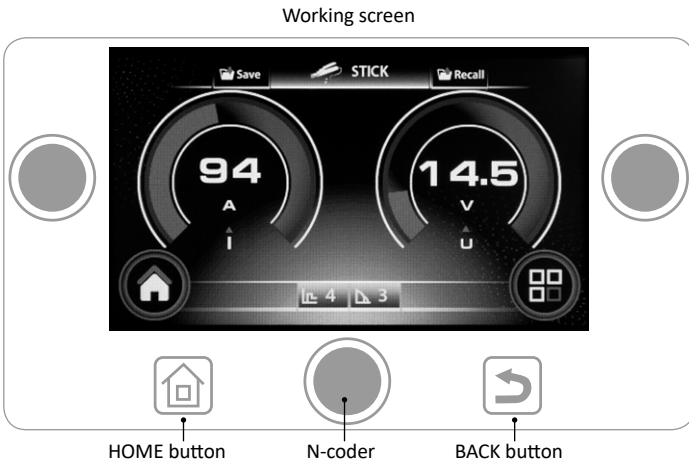 Working screen
Save STICK Recall
94 14.5
A V
I U
4 3
HOME button N-coder BACK button